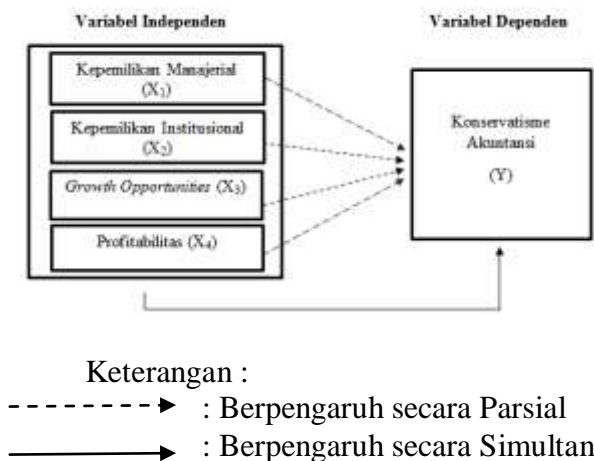 Variabel Independen
Variabel Dependen
Kepemilikan Manajerial
(X₁)
Kepemilikan Institusional
(X₂)
Growth Opportunities (X₃)
Profitabilitas (X₄)
Konservatisme
Akuntansi
(Y)
Keterangan :
: Berpengaruh secara Parsial
: Berpengaruh secara Simultan